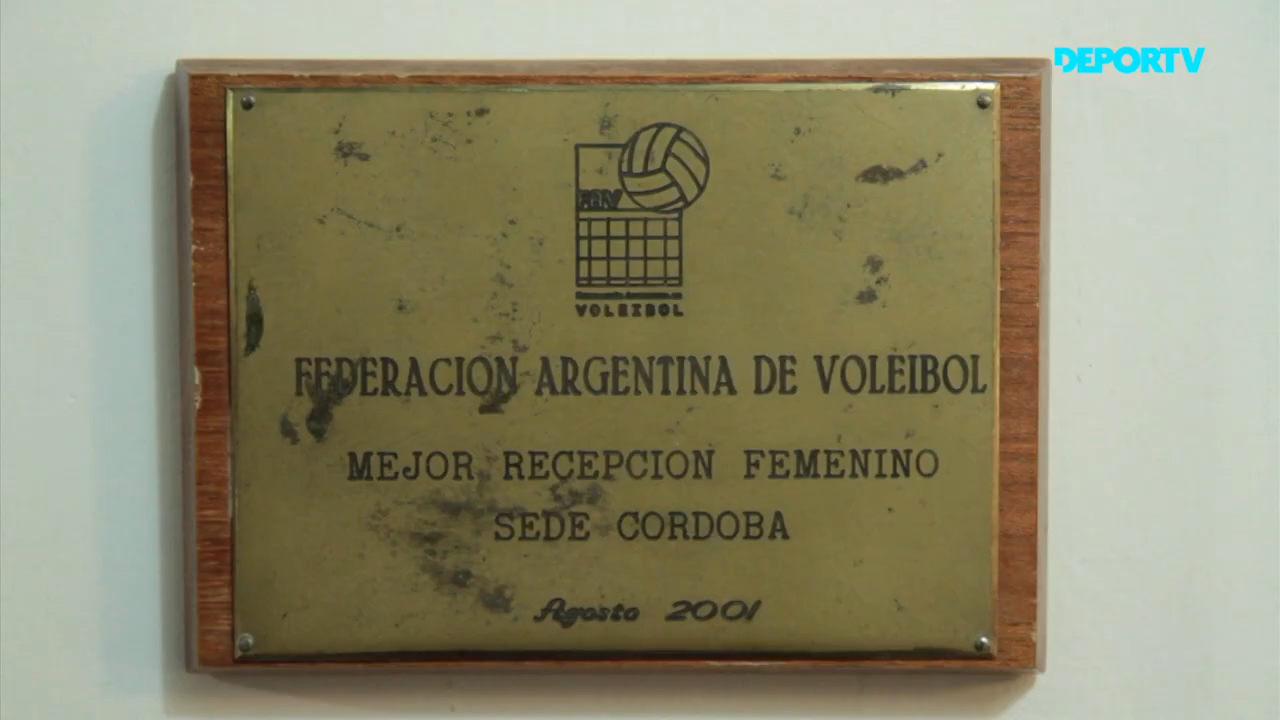 DEPORTV
VOLEIBOL
FEDERACION ARGENTINA DE VOLEIBOL
MEJOR RECEPCION FEMENINO
SEDE CORDOBA
Agosto 2001